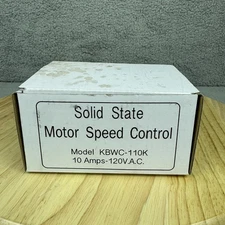 Solid State
Motor Speed Control
Model KBWC-110K
10 Amps-120V.A.C.